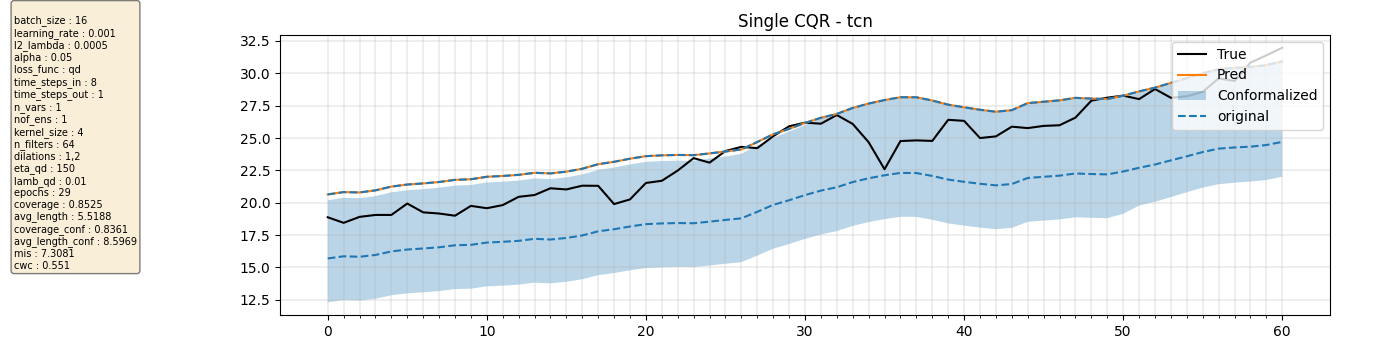 batch_size : 16
learning_rate : 0.001
l2_lambda : 0.0005
alpha : 0.05
loss_func : qd
time_steps_in : 8
time_steps_out : 1
n_vars : 1
nof_ens : 1
kernel_size : 4
n_filters : 64
dilations : 1,2
eta_qd : 150
lamb_qd : 0.01
epochs : 29
coverage : 0.8525
avg_length : 5.5188
coverage_conf : 0.8361
avg_length_conf : 8.5969
mis : 7.3081
cwc : 0.551
Single CQR - tcn
32.5
30.0
27.5
25.0
22.5
20.0
17.5
15.0
12.5
True
Pred
Conformalized
original
0 10 20 30 40 50 60